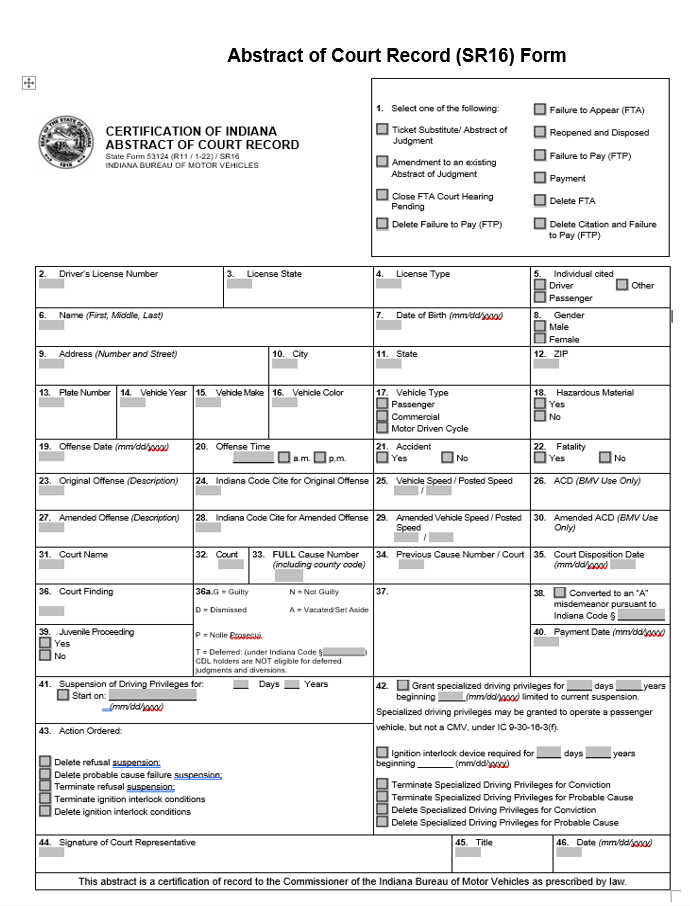 Abstract of Court Record (SR16) Form
CERTIFICATION OF INDIANA
ABSTRACT OF COURT RECORD
State Form 53124 (R11 / 1-22) / SR16
INDIANA BUREAU OF MOTOR VEHICLES
1. Select one of the following:
Ticket Substitute/ Abstract of
Judgment
Amendment to an existing
Abstract of Judgment
Close FTA Court Hearing
Pending
Delete Failure to Pay (FTP)
Failure to Appear (FTA)
Reopened and Disposed
Failure to Pay (FTP)
Payment
Delete FTA
Delete Citation and Failure
to Pay (FTP)
2. Driver's License Number
3. License State
4. License Type
5. Individual cited
Driver
Other
Passenger
6. Name (First, Middle, Last)
7. Date of Birth (mm/dd/yyyy)
8. Gender
Male
Female
9. Address (Number and Street)
10. City
11. State
12. ZIP
13. Plate Number
14. Vehicle Year
15. Vehicle Make
16. Vehicle Color
17. Vehicle Type
Passenger
Commercial
Motor Driven Cycle
18. Hazardous Material
Yes
No
19. Offense Date (mm/dd/yyyy)
20. Offense Time
a.m. p.m.
21. Accident
Yes No
22. Fatality
Yes No
23. Original Offense (Description)
24. Indiana Code Cite for Original Offense
25. Vehicle Speed / Posted Speed
/
26. ACD (BMV Use Only)
27. Amended Offense (Description)
28. Indiana Code Cite for Amended Offense
29. Amended Vehicle Speed / Posted
Speed
/
30. Amended ACD (BMV Use
Only)
31. Court Name
32. Count
33. FULL Cause Number
(including county code)
34. Previous Cause Number / Court
35. Court Disposition Date
(mm/dd/yyyy)
36. Court Finding
36a.G = Guilty N = Not Guilty
D = Dismissed A = Vacated/Set Aside
P = Nolle Prosecui.
T = Deferred: (under Indiana Code § )
CDL holders are NOT eligible for deferred
judgments and diversions.
37.
38. Converted to an "A"
misdemeanor pursuant to
Indiana Code §
39. Juvenile Proceeding
Yes
No
40. Payment Date (mm/dd/yyyy)
41. Suspension of Driving Privileges for: Days Years
Start on:
(mm/dd/yyyy)
42. Grant specialized driving privileges for days years
beginning (mm/dd/yyyy) limited to current suspension.
Specialized driving privileges may be granted to operate a passenger
vehicle, but not a CMV, under IC 9-30-16-3(f).
Ignition interlock device required for days years
beginning (mm/dd/yyyy)
Terminate Specialized Driving Privileges for Conviction
Terminate Specialized Driving Privileges for Probable Cause
Delete Specialized Driving Privileges for Conviction
Delete Specialized Driving Privileges for Probable Cause
43. Action Ordered:
Delete refusal suspension:
Delete probable cause failure suspension;
Terminate refusal suspension:
Terminate ignition interlock conditions
Delete ignition interlock conditions
44. Signature of Court Representative
45. Title
46. Date (mm/dd/yyyy)
This abstract is a certification of record to the Commissioner of the Indiana Bureau of Motor Vehicles as prescribed by law.